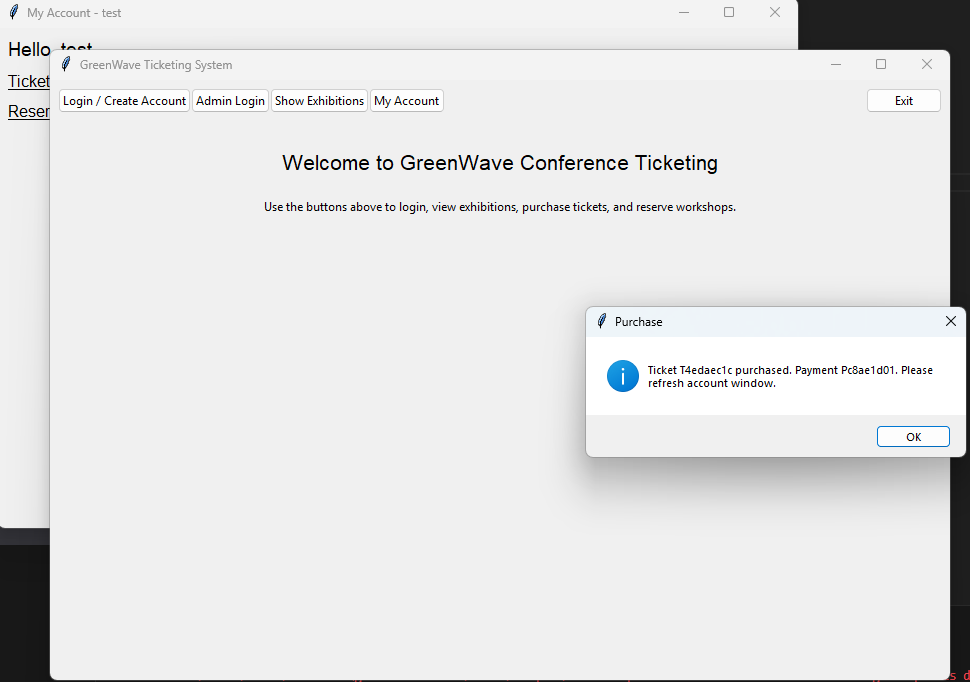 My Account - test
Hello, test
Ticket
Reser
GreenWave Ticketing System
Login / Create Account Admin Login Show Exhibitions My Account Exit
Welcome to GreenWave Conference Ticketing
Use the buttons above to login, view exhibitions, purchase tickets, and reserve workshops.
Purchase
Ticket T4edaec1c purchased. Payment Pc8ae1d01. Please
refresh account window.
OK